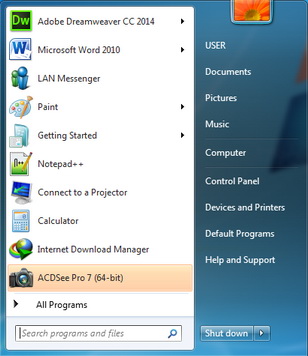 Dw
Adobe Dreamweaver CC 2014
W
Microsoft Word 2010
LAN Messenger
Paint
Getting Started
Notepad++
Connect to a Projector
Calculator
Internet Download Manager
ACDSee Pro 7 (64-bit)
All Programs
Search programs and files
USER
Documents
Pictures
Music
Computer
Control Panel
Devices and Printers
Default Programs
Help and Support
Shut down